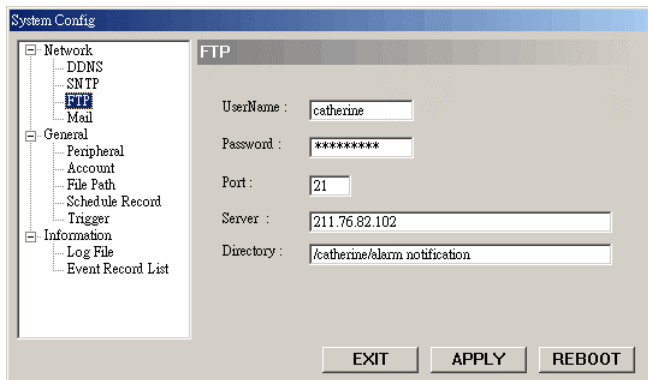 System Config
Network
DDNS
SNTP
FTP
Mail
General
Peripheral
Account
File Path
Schedule Record
Trigger
Information
Log File
Event Record List
FTP
UserName : catherine
Password : *********
Port : 21
Server : 211.76.82.102
Directory : /catherine/alarm notification
EXIT APPLY REBOOT